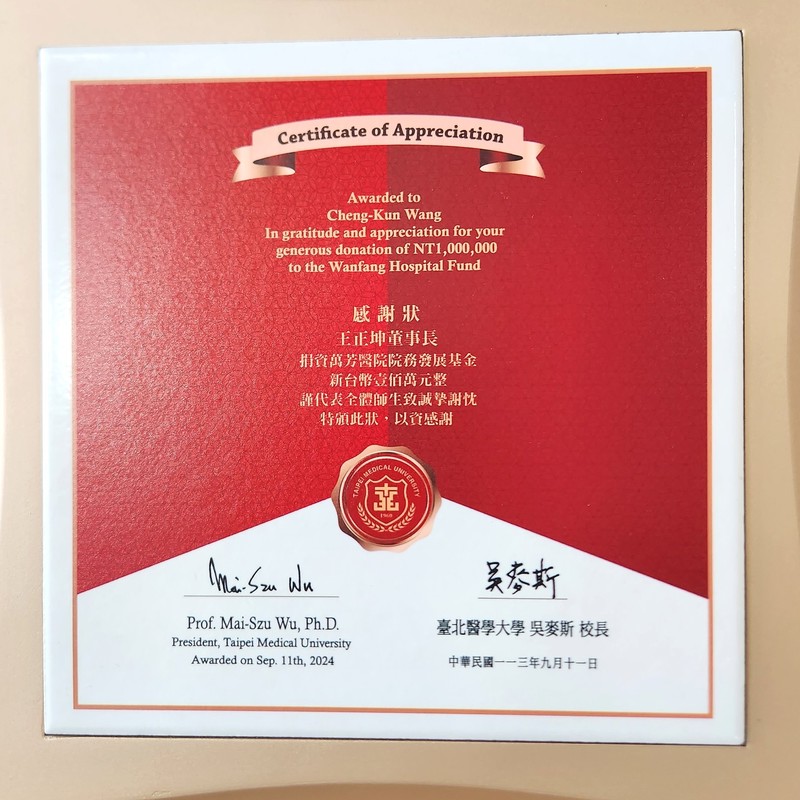 Certificate of Appreciation
Awarded to
Cheng-Kun Wang
In gratitude and appreciation for your
generous donation of NT1,000,000
to the Wanfang Hospital Fund
感謝狀
王正坤董事長
捐資萬芳醫院院務發展基金
新台幣壹佰萬元整
謹代表全體師生致誠摯謝忱
特頒此狀，以資感謝
TAIPEI MEDICAL UNIVERSITY
1960
Mai-Szu Wu
Prof. Mai-Szu Wu, Ph.D.
President, Taipei Medical University
Awarded on Sep. 11th, 2024
吳麥斯
臺北醫學大學 吳麥斯 校長
中華民國一一三年九月十一日